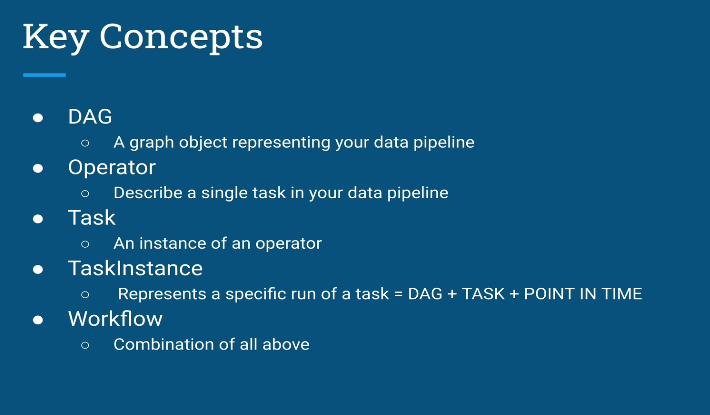 Key Concepts
● DAG
○ A graph object representing your data pipeline
● Operator
○ Describe a single task in your data pipeline
● Task
○ An instance of an operator
● TaskInstance
○ Represents a specific run of a task = DAG + TASK + POINT IN TIME
● Workflow
○ Combination of all above